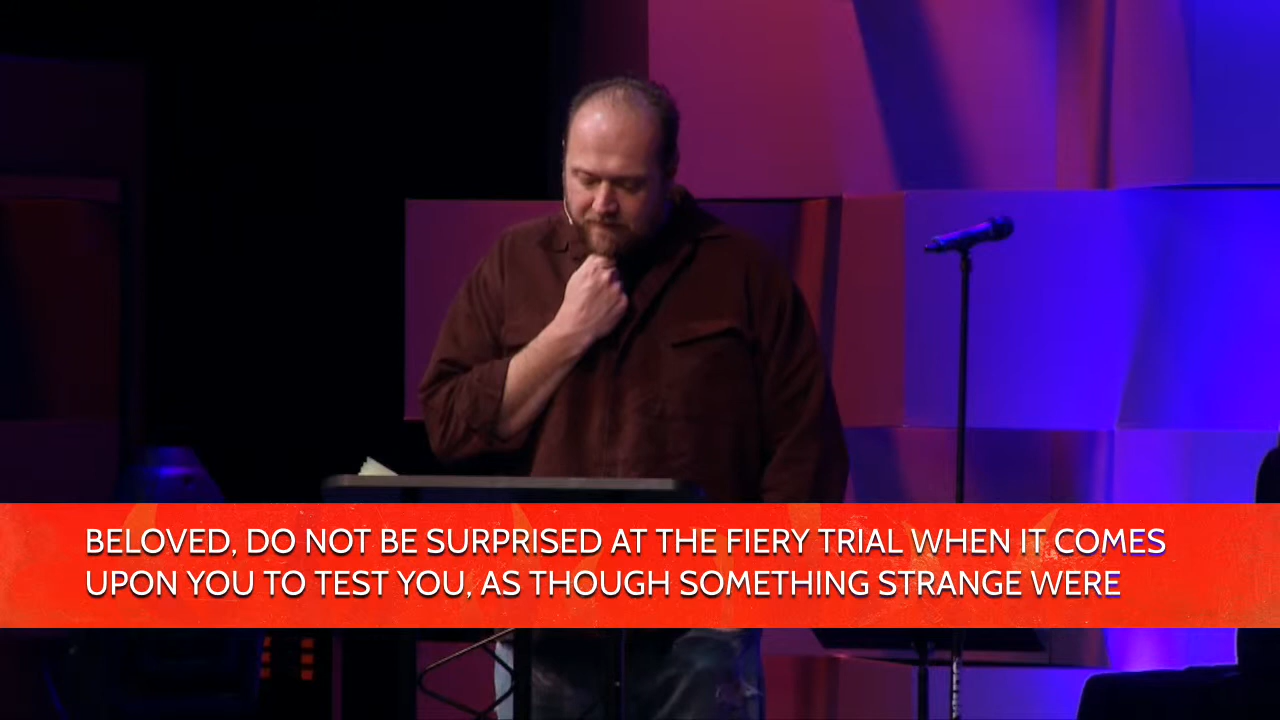 BELOVED, DO NOT BE SURPRISED AT THE FIERY TRIAL WHEN IT COMES
UPON YOU TO TEST YOU, AS THOUGH SOMETHING STRANGE WERE